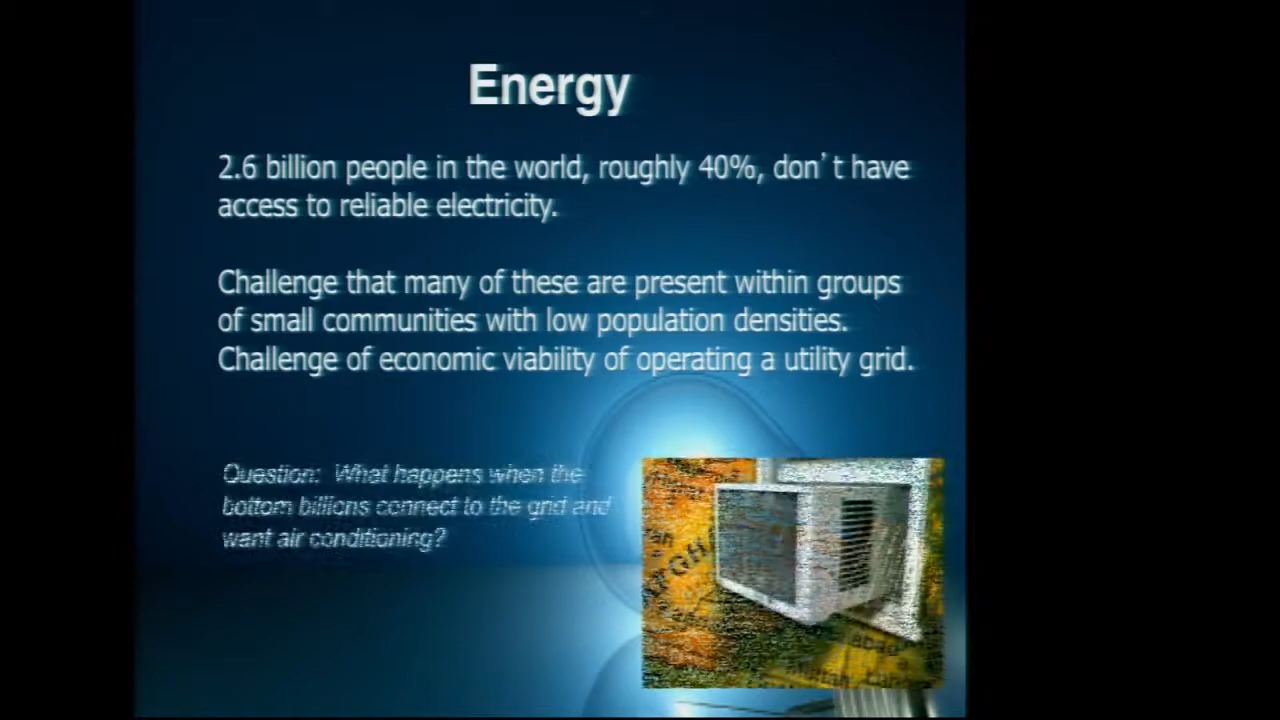 Energy
2.6 billion people in the world, roughly 40%, don't have
access to reliable electricity.
Challenge that many of these are present within groups
of small communities with low population densities.
Challenge of economic viability of operating a utility grid.
Question: What happens when the
bottom billions connect to the grid and
want air conditioning?